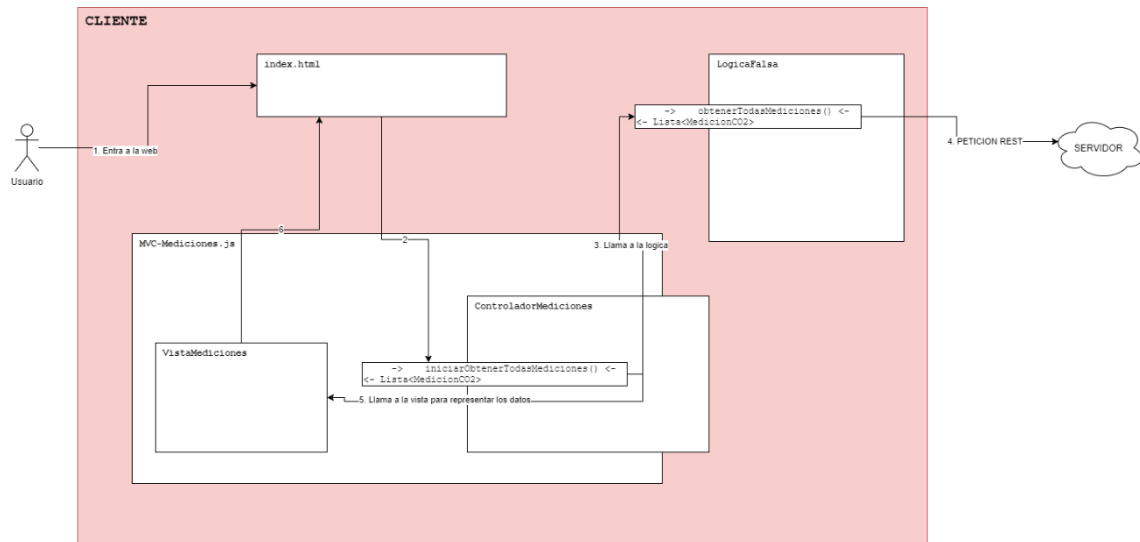 CLIENTE
index.html
LogicaFalsa
-> obtenerTodasMediciones() <-
<- Lista<MedicionCO2>
4. PETICION REST
SERVIDOR
1. Entra a la web
Usuario
6
2
MVC-Mediciones.js
3. Llama a la logica
ControladorMediciones
VistaMediciones
-> iniciarObtenerTodasMediciones() <-
<- Lista<MedicionCO2>
5. Llama a la vista para representar los datos